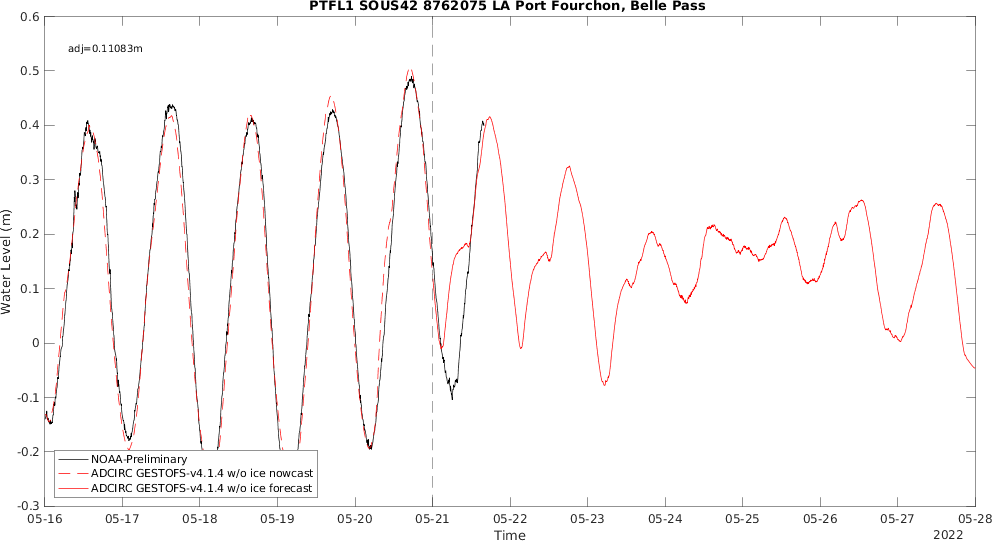 PTFL1 SOUS42 8762075 LA Port Fourchon, Belle Pass
adj=0.11083m
Water Level (m)
0.6
0.5
0.4
0.3
0.2
0.1
0
-0.1
-0.2
-0.3
NOAA-Preliminary
ADCIRC GESTOFS-v4.1.4 w/o ice nowcast
ADCIRC GESTOFS-v4.1.4 w/o ice forecast
05-16 05-17 05-18 05-19 05-20 05-21 05-22 05-23 05-24 05-25 05-26 05-27 05-28
Time
2022